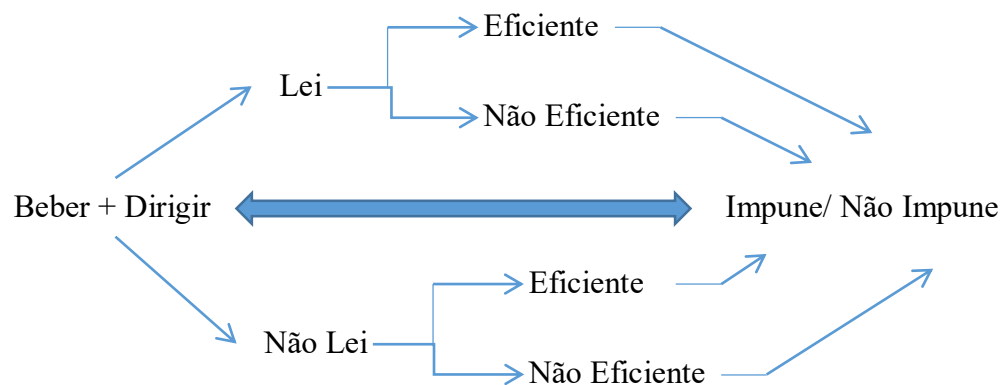 Eficiente
Lei
Não Eficiente
Beber + Dirigir
Impune/ Não Impune
Eficiente
Não Lei
Não Eficiente